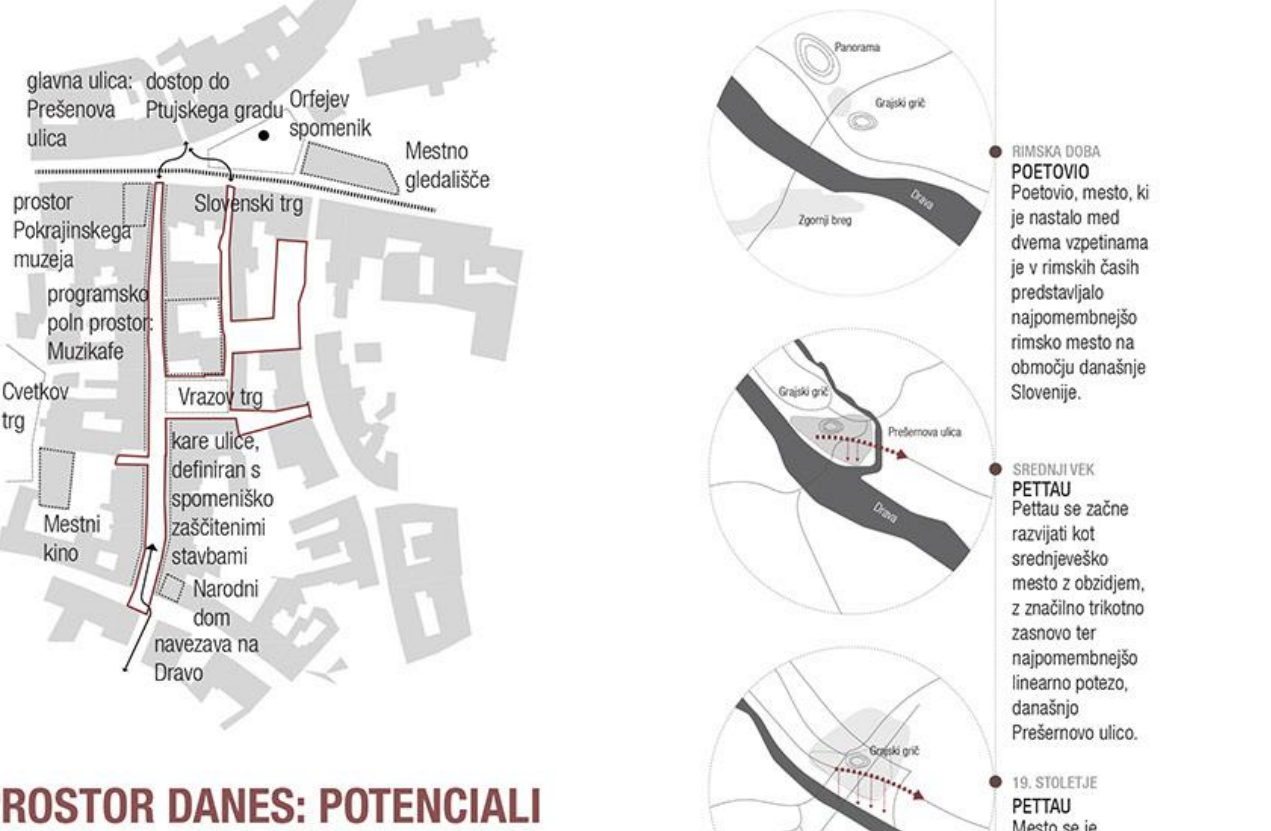 glavna ulica:
Prešenova
ulica
dostop do
Ptujskega gradu
Orfejev
spomenik
Mestno
gledališče
prostor
Pokrajinskega
muzeja
Slovenski trg
programsko
poln prostor:
Muzikafe
Cvetkov
trg
Vrazov trg
kare ulice,
definiran s
spomeniško
zaščitenimi
stavbami
Mestni
kino
Narodni
dom
navezava na
Dravo
ROSTOR DANES: POTENCIALI
Panorama
Grajski grič
Drava
Zgornji breg
RIMSKA DOBA
POETOVIO
Poetovio, mesto, ki
je nastalo med
dvema vzpetinama
je v rimskih časih
predstavljalo
najpomembnejšo
rimsko mesto na
območju današnje
Slovenije.
Grajski grič
Prešernova ulica
Drava
SREDNJI VEK
PETTAU
Pettau se začne
razvijati kot
srednjeveško
mesto z obzidjem,
z značilno trikotno
zasnovo ter
najpomembnejšo
linearno potezo,
današnjo
Prešernovo ulico.
Grajski grič
19. STOLETJE
PETTAU
Mesto se je